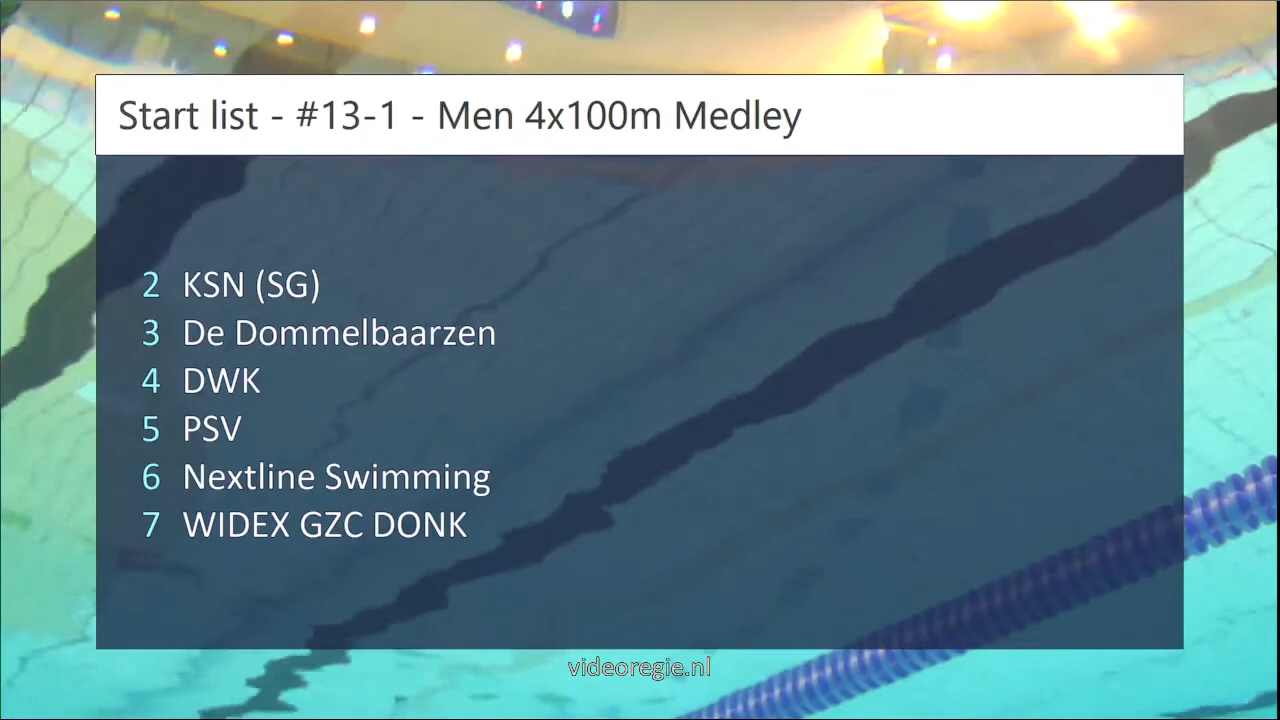 Start list - #13-1 - Men 4x100m Medley
2 KSN (SG)
3 De Dommelbaarzen
4 DWK
5 PSV
6 Nextline Swimming
7 WIDEX GZC DONK
videoregie.nl